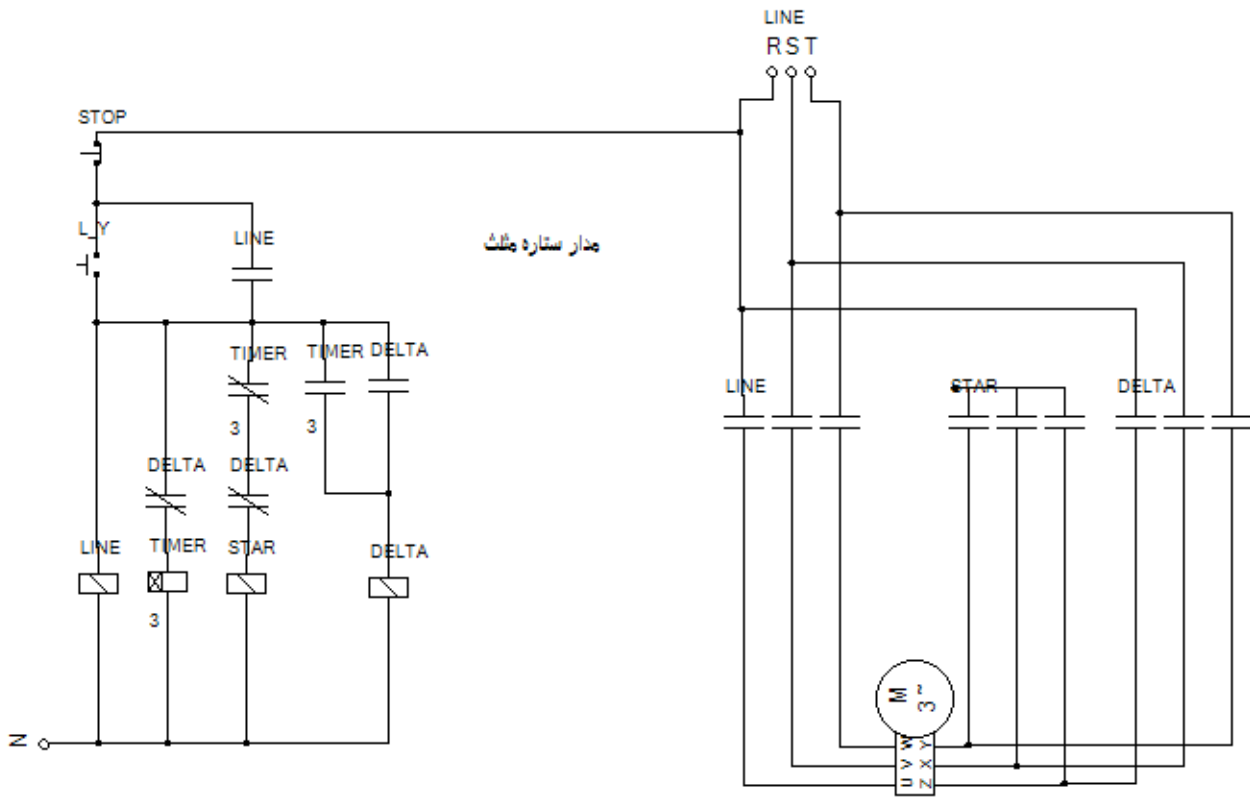 LINE
R S T
STOP
L_Y
LINE
مدار ستاره مثلث
TIMER TIMER DELTA
3 3
LINE STAR DELTA
DELTA DELTA
LINE TIMER STAR DELTA
3
M
3~
N
U V W
Z X Y